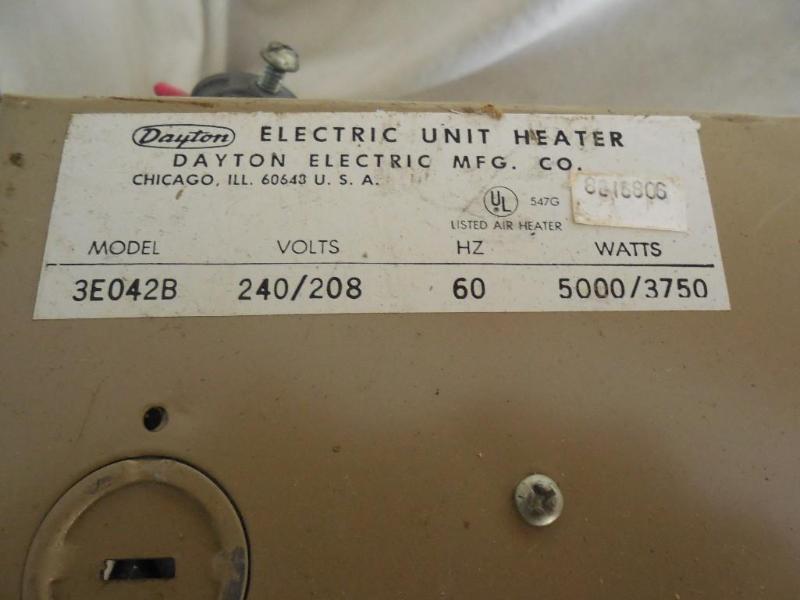 Dayton ELECTRIC UNIT HEATER
DAYTON ELECTRIC MFG. CO.
CHICAGO, ILL. 60648 U. S. A.
UL 547G
LISTED AIR HEATER
MODEL VOLTS HZ WATTS
3E042B 240/208 60 5000/3750